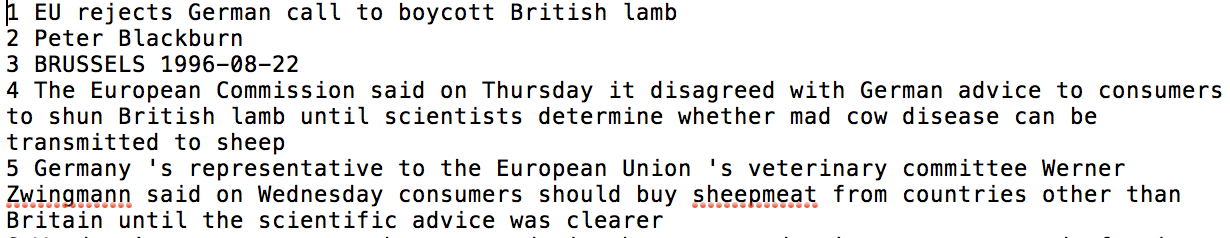 1 EU rejects German call to boycott British lamb
2 Peter Blackburn
3 BRUSSELS 1996-08-22
4 The European Commission said on Thursday it disagreed with German advice to consumers
to shun British lamb until scientists determine whether mad cow disease can be
transmitted to sheep
5 Germany 's representative to the European Union 's veterinary committee Werner
Zwingmann said on Wednesday consumers should buy sheepmeat from countries other than
Britain until the scientific advice was clearer